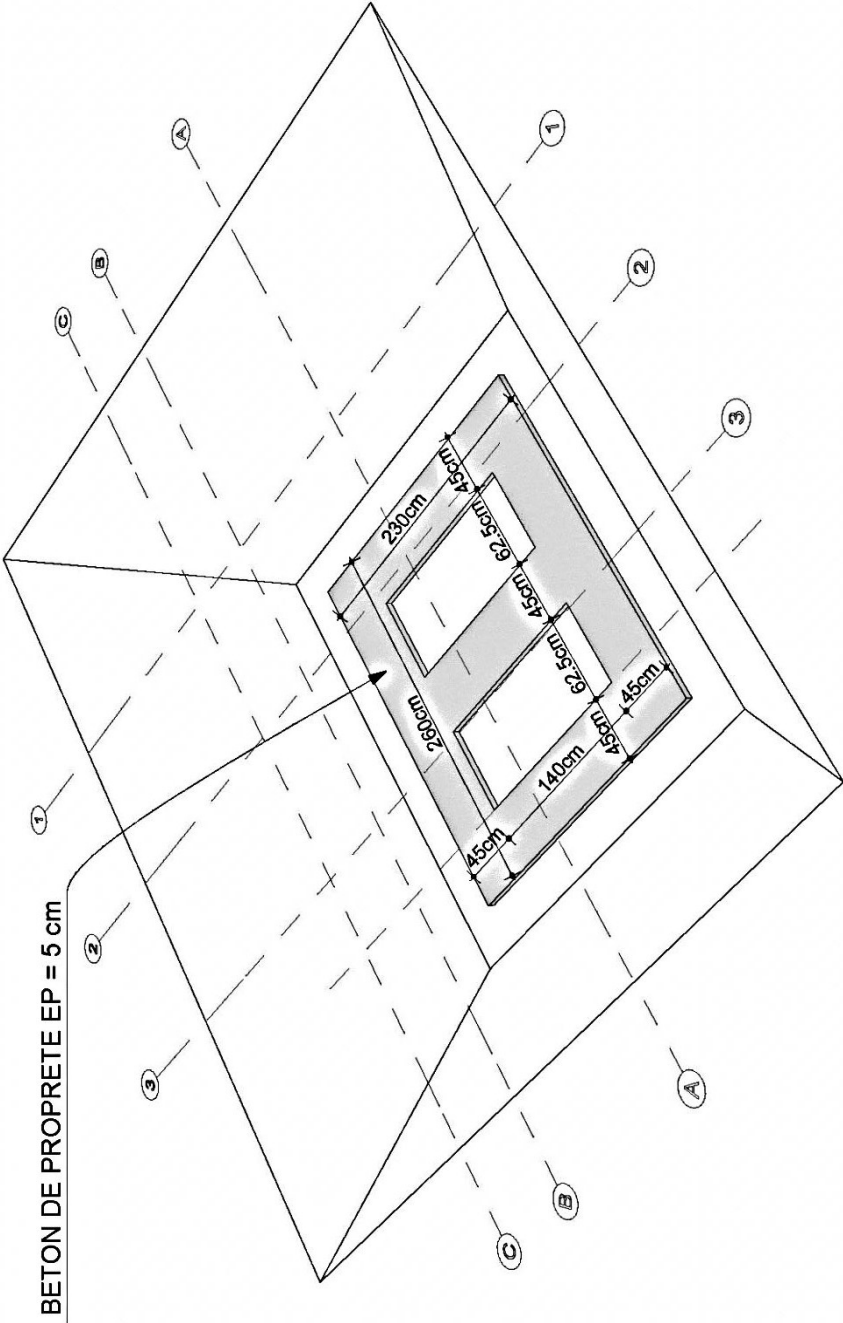 BETON DE PROPRETE EP = 5 cm
1
2
3
C
B
A
1
2
3
C
B
A
230cm
260cm
45cm
62.5cm
45cm
62.5cm
45cm
45cm
140cm
45cm